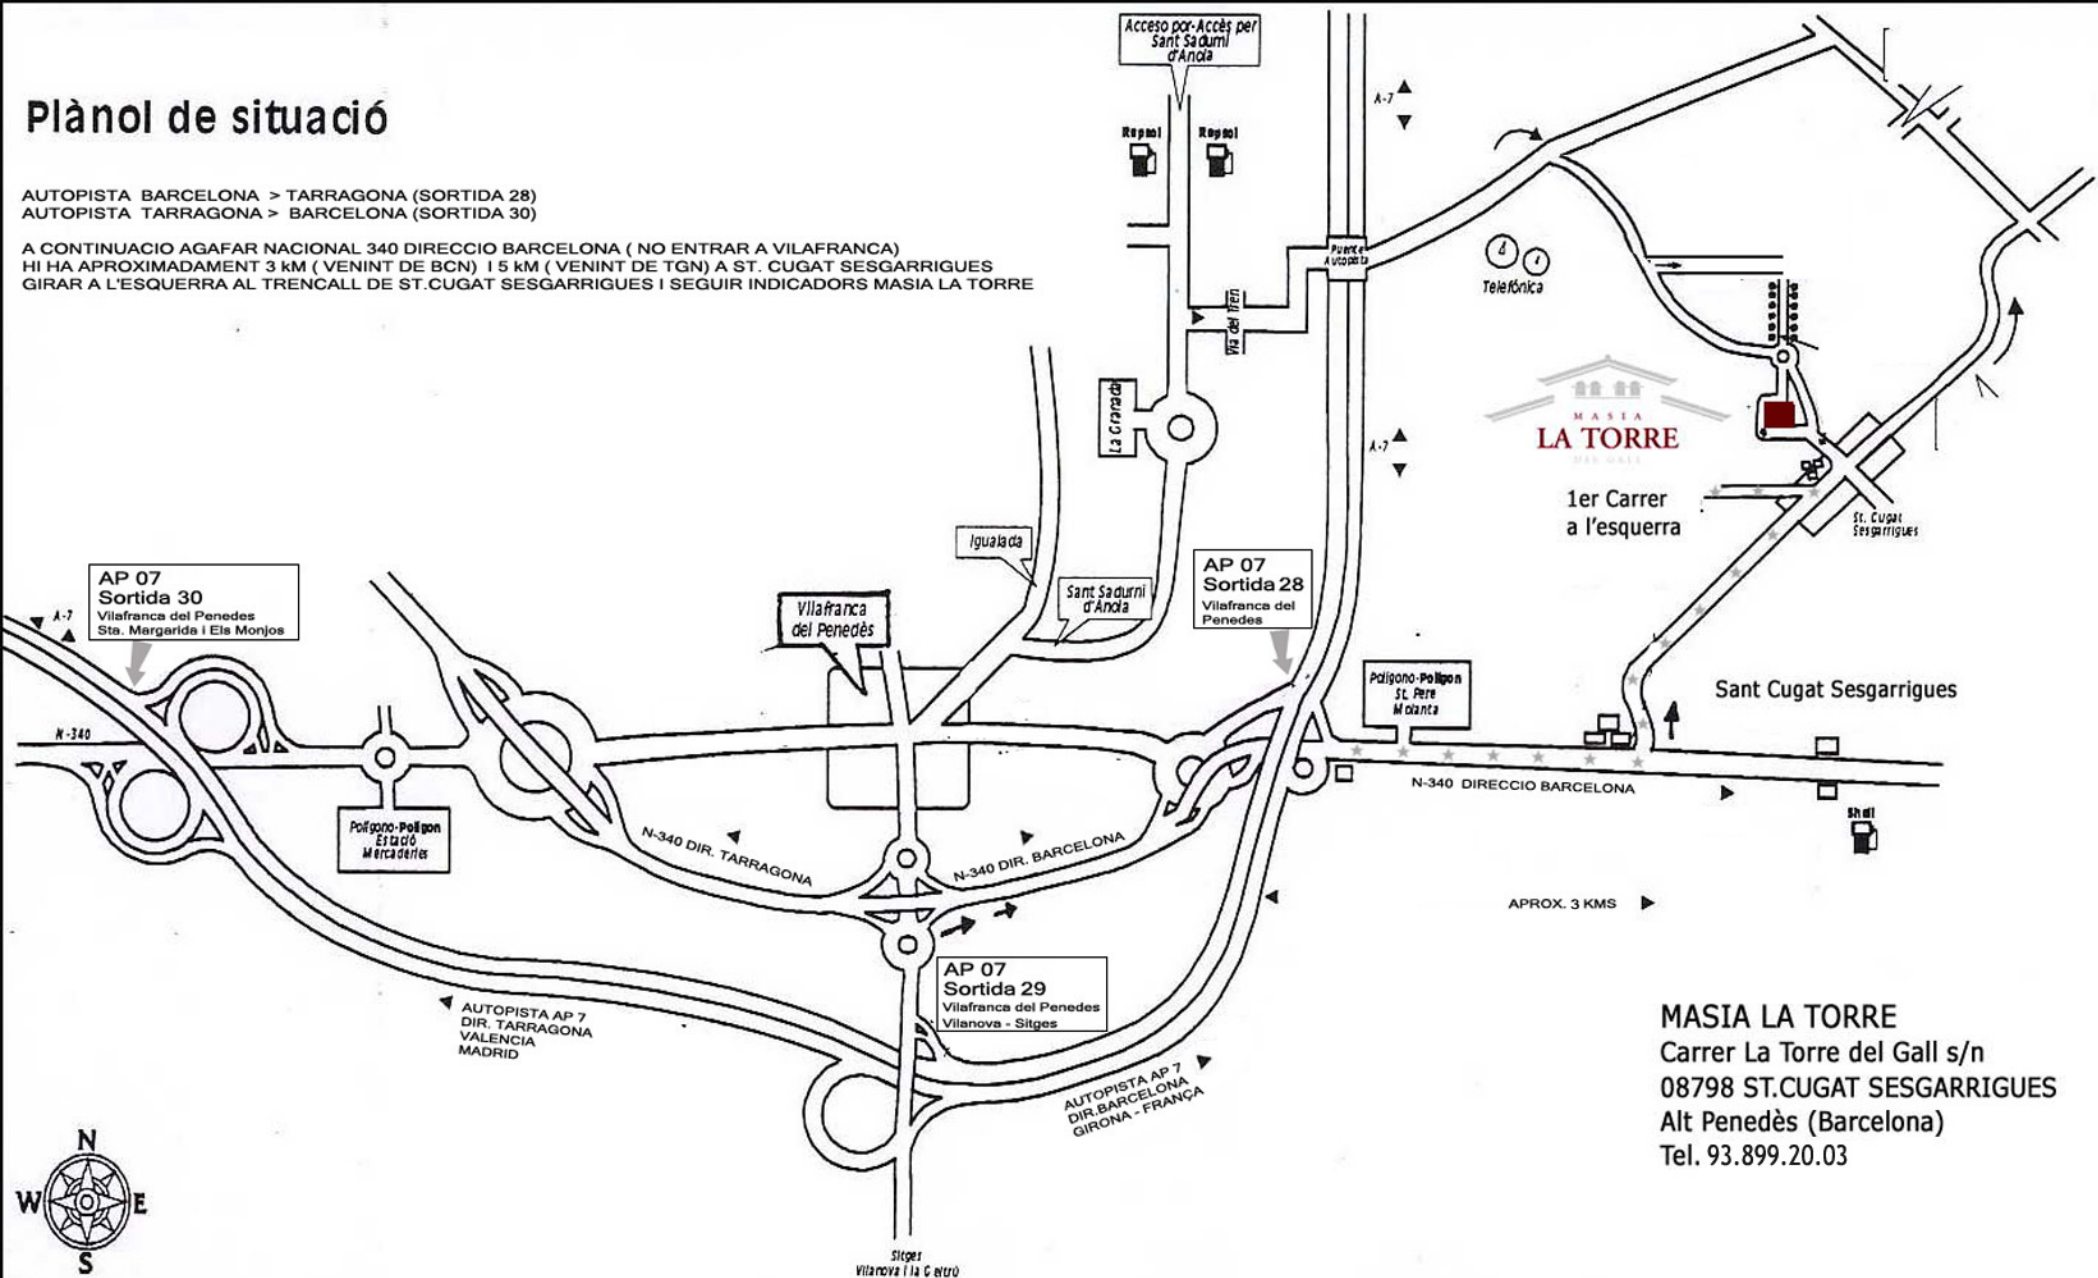 Plànol de situació
AUTOPISTA BARCELONA > TARRAGONA (SORTIDA 28)
AUTOPISTA TARRAGONA > BARCELONA (SORTIDA 30)
A CONTINUACIO AGAFAR NACIONAL 340 DIRECCIO BARCELONA ( NO ENTRAR A VILAFRANCA)
HI HA APROXIMADAMENT 3 kM ( VENINT DE BCN) I 5 kM ( VENINT DE TGN) A ST. CUGAT SESGARRIGUES
GIRAR A L'ESQUERRA AL TRENCALL DE ST.CUGAT SESGARRIGUES I SEGUIR INDICADORS MASIA LA TORRE
Acceso por-Accès per
Sant Sadurní
d'Anoia
Repsol
Repsol
A-7
Puente
Autopista
Telefónica
Via del Tren
La Granada
MASIA
LA TORRE
DEL GALL
A-7
1er Carrer
a l'esquerra
St. Cugat
Sesgarrigues
Igualada
Sant Sadurní
d'Anoia
AP 07
Sortida 28
Vilafranca del
Penedes
AP 07
Sortida 30
Vilafranca del Penedes
Sta. Margarida i Els Monjos
A-7
Vilafranca
del Penedès
Polígono-Polígon
St. Pere
Molanta
Sant Cugat Sesgarrigues
N-340
N-340 DIRECCIO BARCELONA
Shell
Polígono-Polígon
Estació
Mercaderies
N-340 DIR. TARRAGONA
N-340 DIR. BARCELONA
APROX. 3 KMS
AP 07
Sortida 29
Vilafranca del Penedes
Vilanova - Sitges
AUTOPISTA AP 7
DIR. TARRAGONA
VALENCIA
MADRID
AUTOPISTA AP 7
DIR.BARCELONA
GIRONA - FRANÇA
MASIA LA TORRE
Carrer La Torre del Gall s/n
08798 ST.CUGAT SESGARRIGUES
Alt Penedès (Barcelona)
Tel. 93.899.20.03
N
W E
S
Sitges
Vilanova i la Geltrú